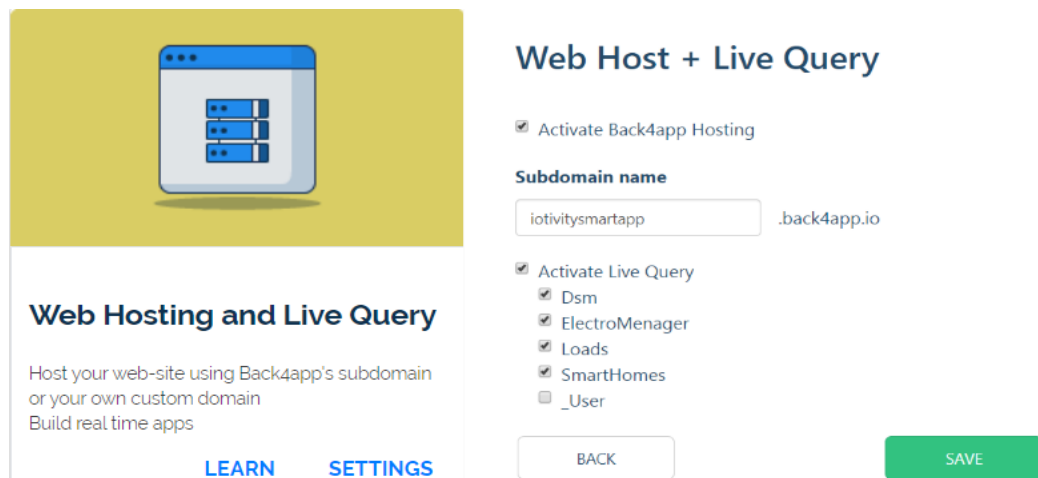 Web Hosting and Live Query
Host your web-site using Back4app's subdomain
or your own custom domain
Build real time apps
LEARN SETTINGS
Web Host + Live Query
Activate Back4app Hosting
Subdomain name
iotivitysmartapp .back4app.io
Activate Live Query
Dsm
ElectroMenager
Loads
SmartHomes
_User
BACK SAVE